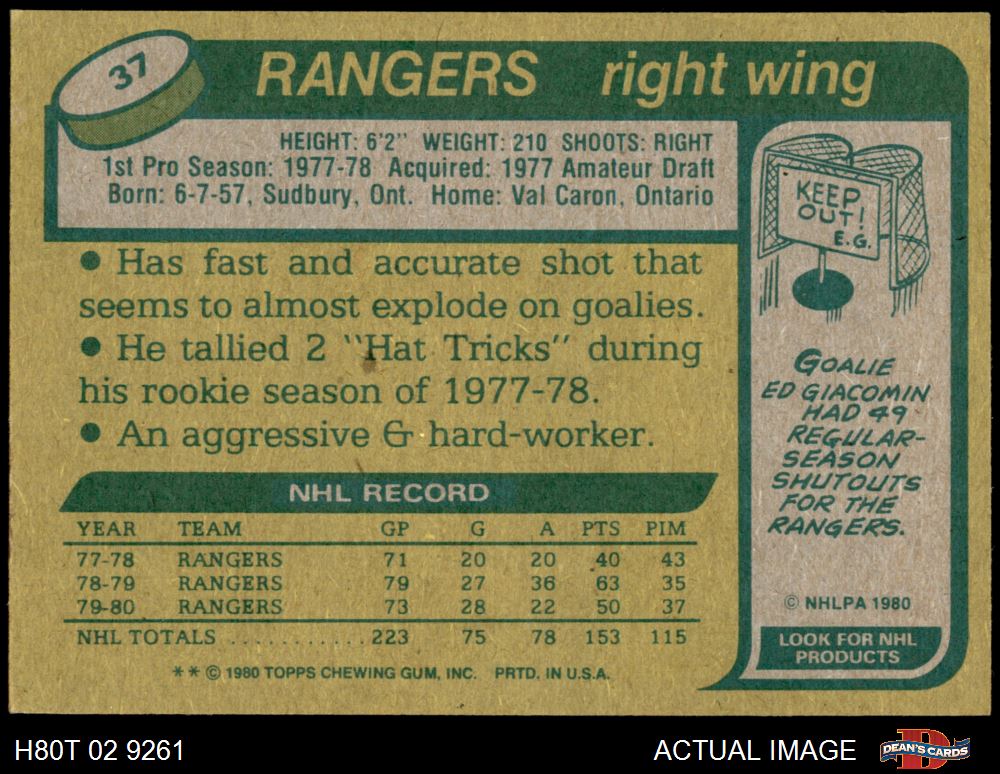 37
RANGERS right wing
HEIGHT: 6'2" WEIGHT: 210 SHOOTS: RIGHT
1st Pro Season: 1977-78 Acquired: 1977 Amateur Draft
Born: 6-7-57, Sudbury, Ont. Home: Val Caron, Ontario
• Has fast and accurate shot that
seems to almost explode on goalies.
• He tallied 2 "Hat Tricks" during
his rookie season of 1977-78.
• An aggressive & hard-worker.
NHL RECORD
YEAR TEAM GP G A PTS PIM
77-78 RANGERS 71 20 20 40 43
78-79 RANGERS 79 27 36 63 35
79-80 RANGERS 73 28 22 50 37
NHL TOTALS ............ 223 75 78 153 115
** © 1980 TOPPS CHEWING GUM, INC. PRTD. IN U.S.A.
KEEP
OUT!
E.G.
GOALIE
ED GIACOMIN
HAD 49
REGULAR-
SEASON
SHUTOUTS
FOR THE
RANGERS.
© NHLPA 1980
LOOK FOR NHL
PRODUCTS
H80T 02 9261 ACTUAL IMAGE DEAN'S CARDS